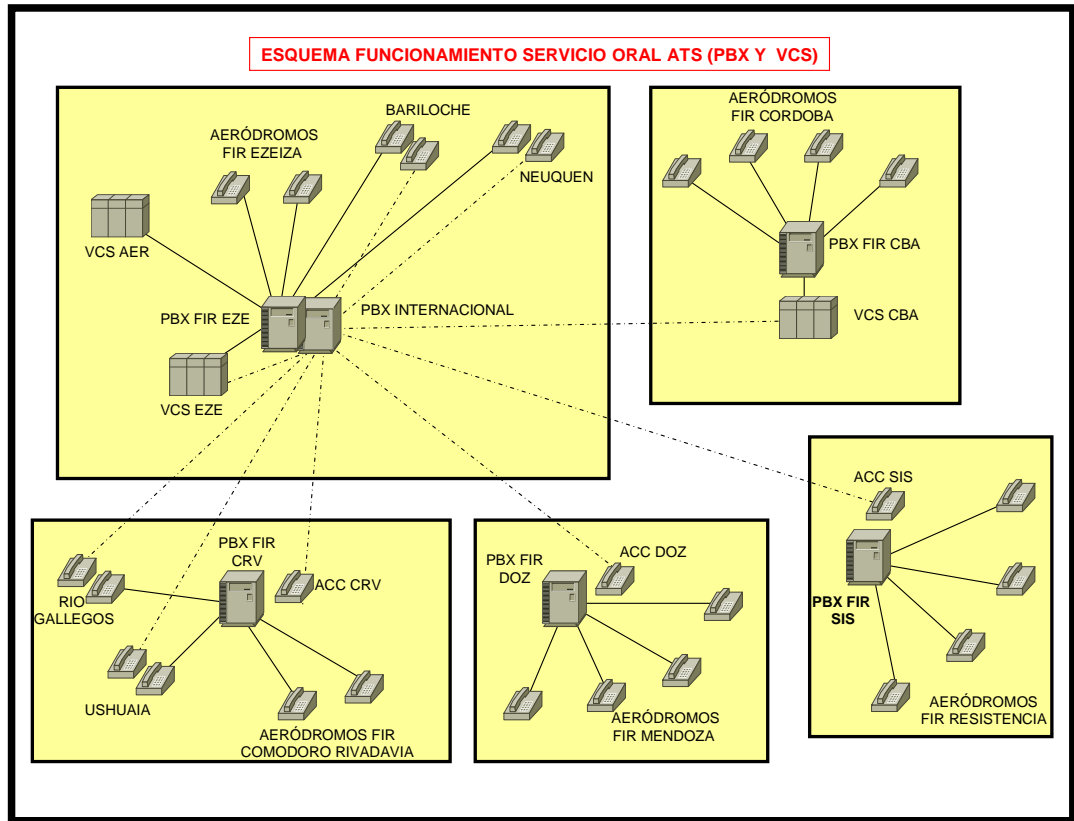 ESQUEMA FUNCIONAMIENTO SERVICIO ORAL ATS (PBX Y VCS)
BARILOCHE
AERÓDROMOS
FIR EZEIZA
NEUQUEN
VCS AER
PBX FIR EZE
PBX INTERNACIONAL
VCS EZE
AERÓDROMOS
FIR CORDOBA
PBX FIR CBA
VCS CBA
PBX FIR
CRV
ACC CRV
RIO
GALLEGOS
USHUAIA
AERÓDROMOS FIR
COMODORO RIVADAVIA
PBX FIR
DOZ
ACC DOZ
AERÓDROMOS
FIR MENDOZA
ACC SIS
PBX FIR
SIS
AERÓDROMOS
FIR RESISTENCIA